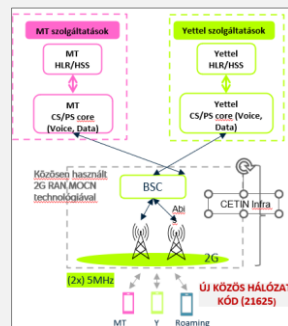 MT szolgáltatások
Yettel szolgáltatások
MT
HLR/HSS
Yettel
HLR/HSS
MT
CS/PS core
(Voice, Data)
Yettel
CS/PS core
(Voice, Data)
Közösen használt
2G RAN MOCN
technológiával
BSC
Abi
s
CETIN Infra
2G
(2x) 5MHz
ÚJ KÖZÖS HÁLÓZAT
KÓD (21625)
MT
Y
Roaming